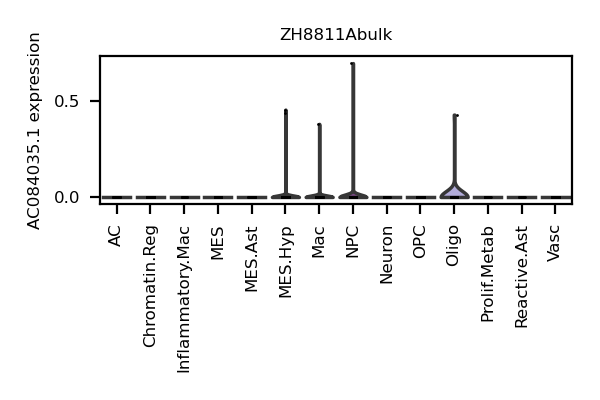 ZH8811Abulk
AC084035.1 expression
0.5
0.0
AC
Chromatin.Reg
Inflammatory.Mac
MES
MES.Ast
MES.Hyp
Mac
NPC
Neuron
OPC
Oligo
Prolif.Metab
Reactive.Ast
Vasc